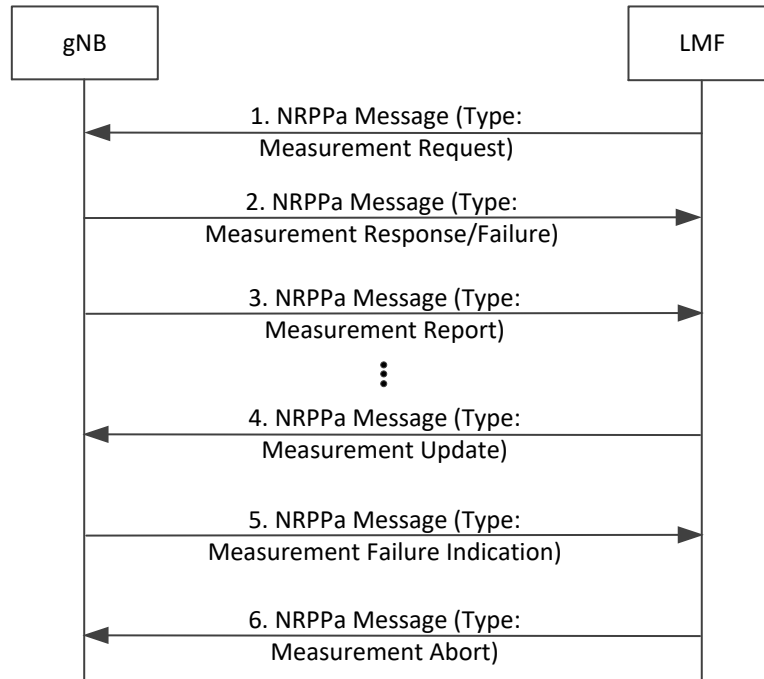 gNB
LMF
1. NRPPa Message (Type:
Measurement Request)
2. NRPPa Message (Type:
Measurement Response/Failure)
3. NRPPa Message (Type:
Measurement Report)
4. NRPPa Message (Type:
Measurement Update)
5. NRPPa Message (Type:
Measurement Failure Indication)
6. NRPPa Message (Type:
Measurement Abort)